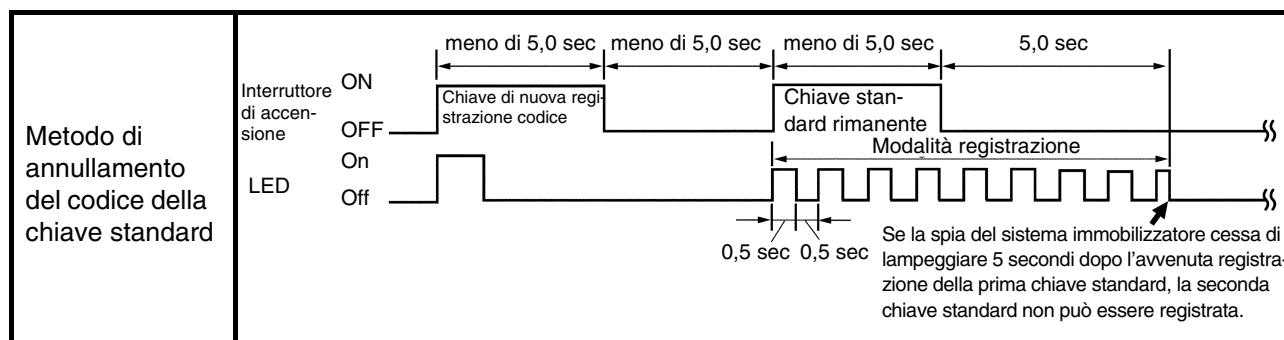 Metodo di
annullamento
del codice della
chiave standard
meno di 5,0 sec
meno di 5,0 sec
meno di 5,0 sec
5,0 sec
Interruttore
di accen-
sione
ON
OFF
Chiave di nuova regi-
strazione codice
Chiave stan-
dard rimanente
Modalità registrazione
LED
On
Off
0,5 sec
0,5 sec
Se la spia del sistema immobilizzatore cessa di
lampeggiare 5 secondi dopo l'avvenuta registra-
zione della prima chiave standard, la seconda
chiave standard non può essere registrata.